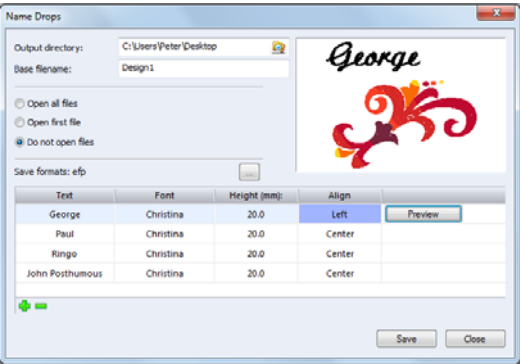 Name Drops
Output directory: C:\Users\Peter\Desktop
Base filename: Design1
George
Open all files
Open first file
Do not open files
Save formats: efp ...
Text Font Height (mm): Align
George Christina 20.0 Left Preview
Paul Christina 20.0 Center
Ringo Christina 20.0 Center
John Posthumous Christina 20.0 Center
Save Close